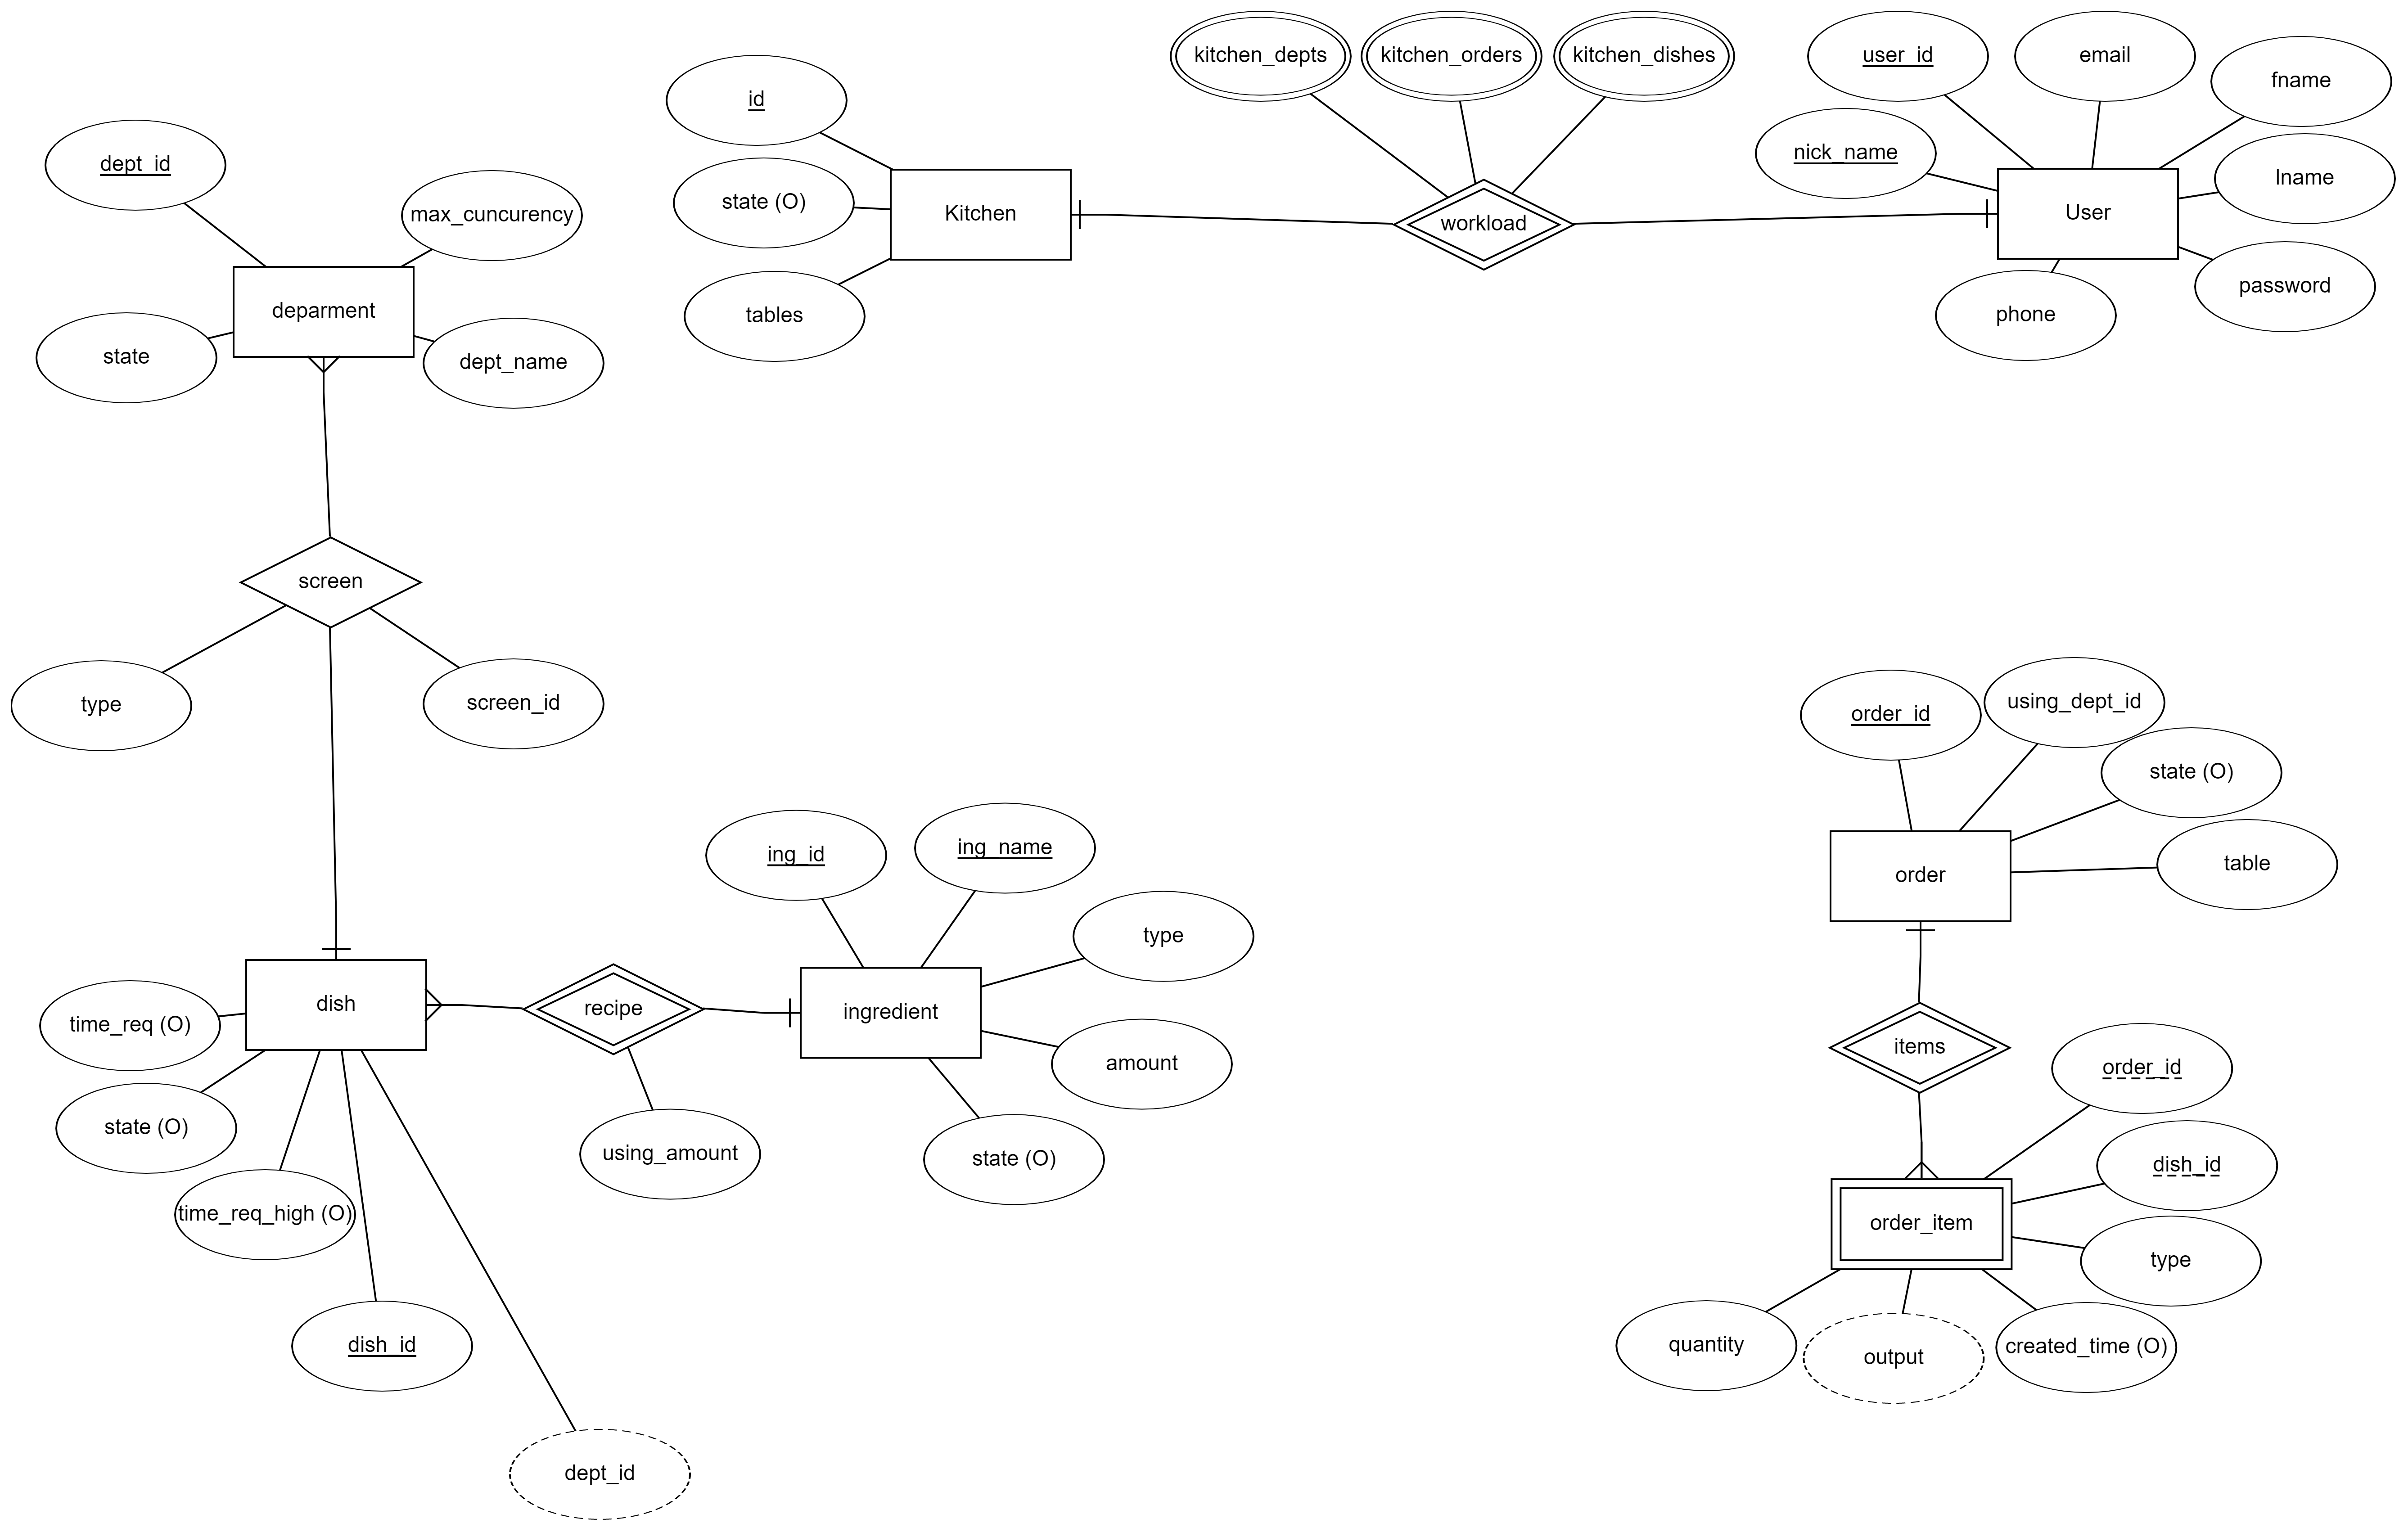 kitchen_depts
kitchen_orders
kitchen_dishes
user_id
email
fname
id
nick_name
lname
dept_id
state (O)
Kitchen
workload
User
max_cuncurency
password
deparment
tables
phone
state
dept_name
screen
type
screen_id
order_id
using_dept_id
state (O)
table
order
ing_id
ing_name
type
dish
recipe
ingredient
time_req (O)
items
order_id
amount
state (O)
using_amount
state (O)
dish_id
time_req_high (O)
order_item
type
dish_id
quantity
output
created_time (O)
dept_id